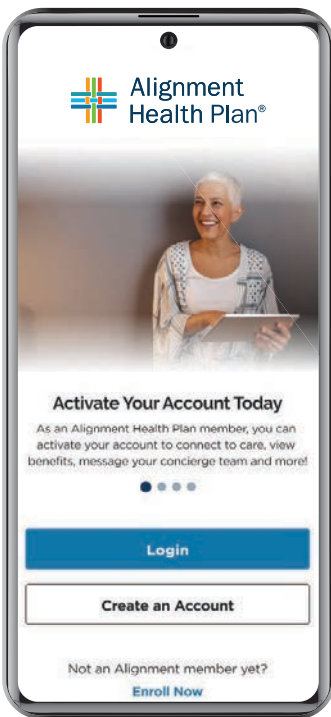 Alignment
Health Plan®
Activate Your Account Today
As an Alignment Health Plan member, you can
activate your account to connect to care, view
benefits, message your concierge team and more!
Login
Create an Account
Not an Alignment member yet?
Enroll Now